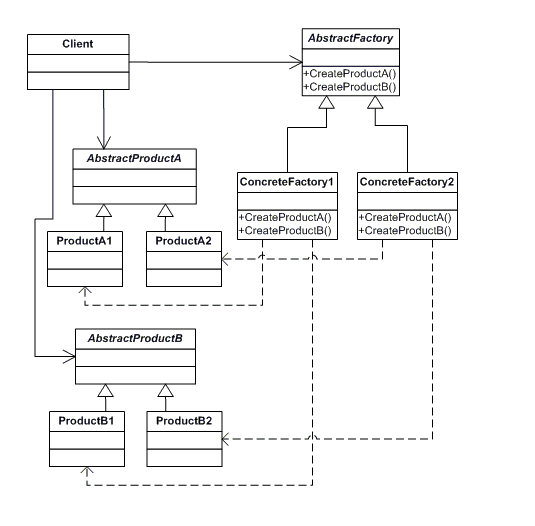 Client
AbstractFactory
+CreateProductA()
+CreateProductB()
AbstractProductA
ConcreteFactory1
+CreateProductA()
+CreateProductB()
ConcreteFactory2
+CreateProductA()
+CreateProductB()
ProductA1
ProductA2
AbstractProductB
ProductB1
ProductB2